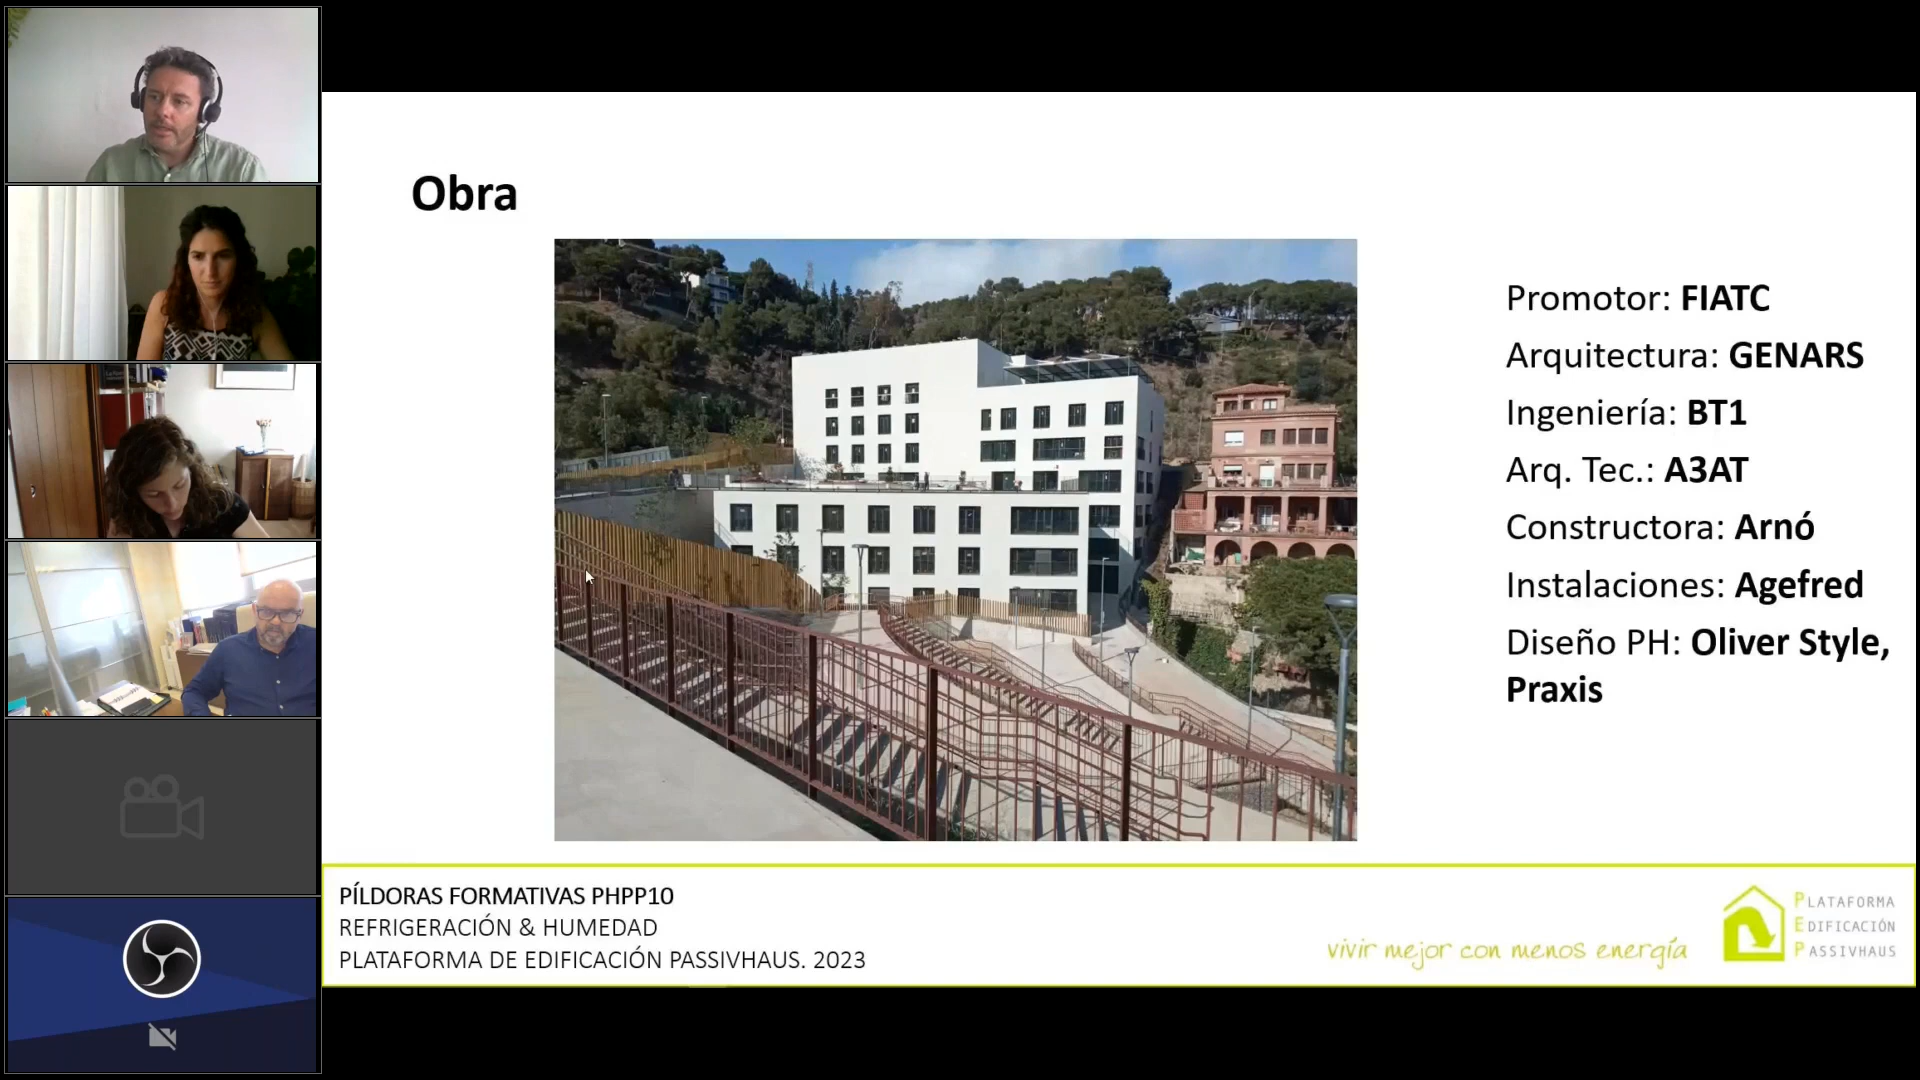 Obra
Promotor: FIATC
Arquitectura: GENARS
Ingeniería: BT1
Arq. Tec.: A3AT
Constructora: Arnó
Instalaciones: Agefred
Diseño PH: Oliver Style,
Praxis
PÍLDORAS FORMATIVAS PHPP10
REFRIGERACIÓN & HUMEDAD
PLATAFORMA DE EDIFICACIÓN PASSIVHAUS. 2023
vivir mejor con menos energía
PLATAFORMA
EDIFICACIÓN
PASSIVHAUS